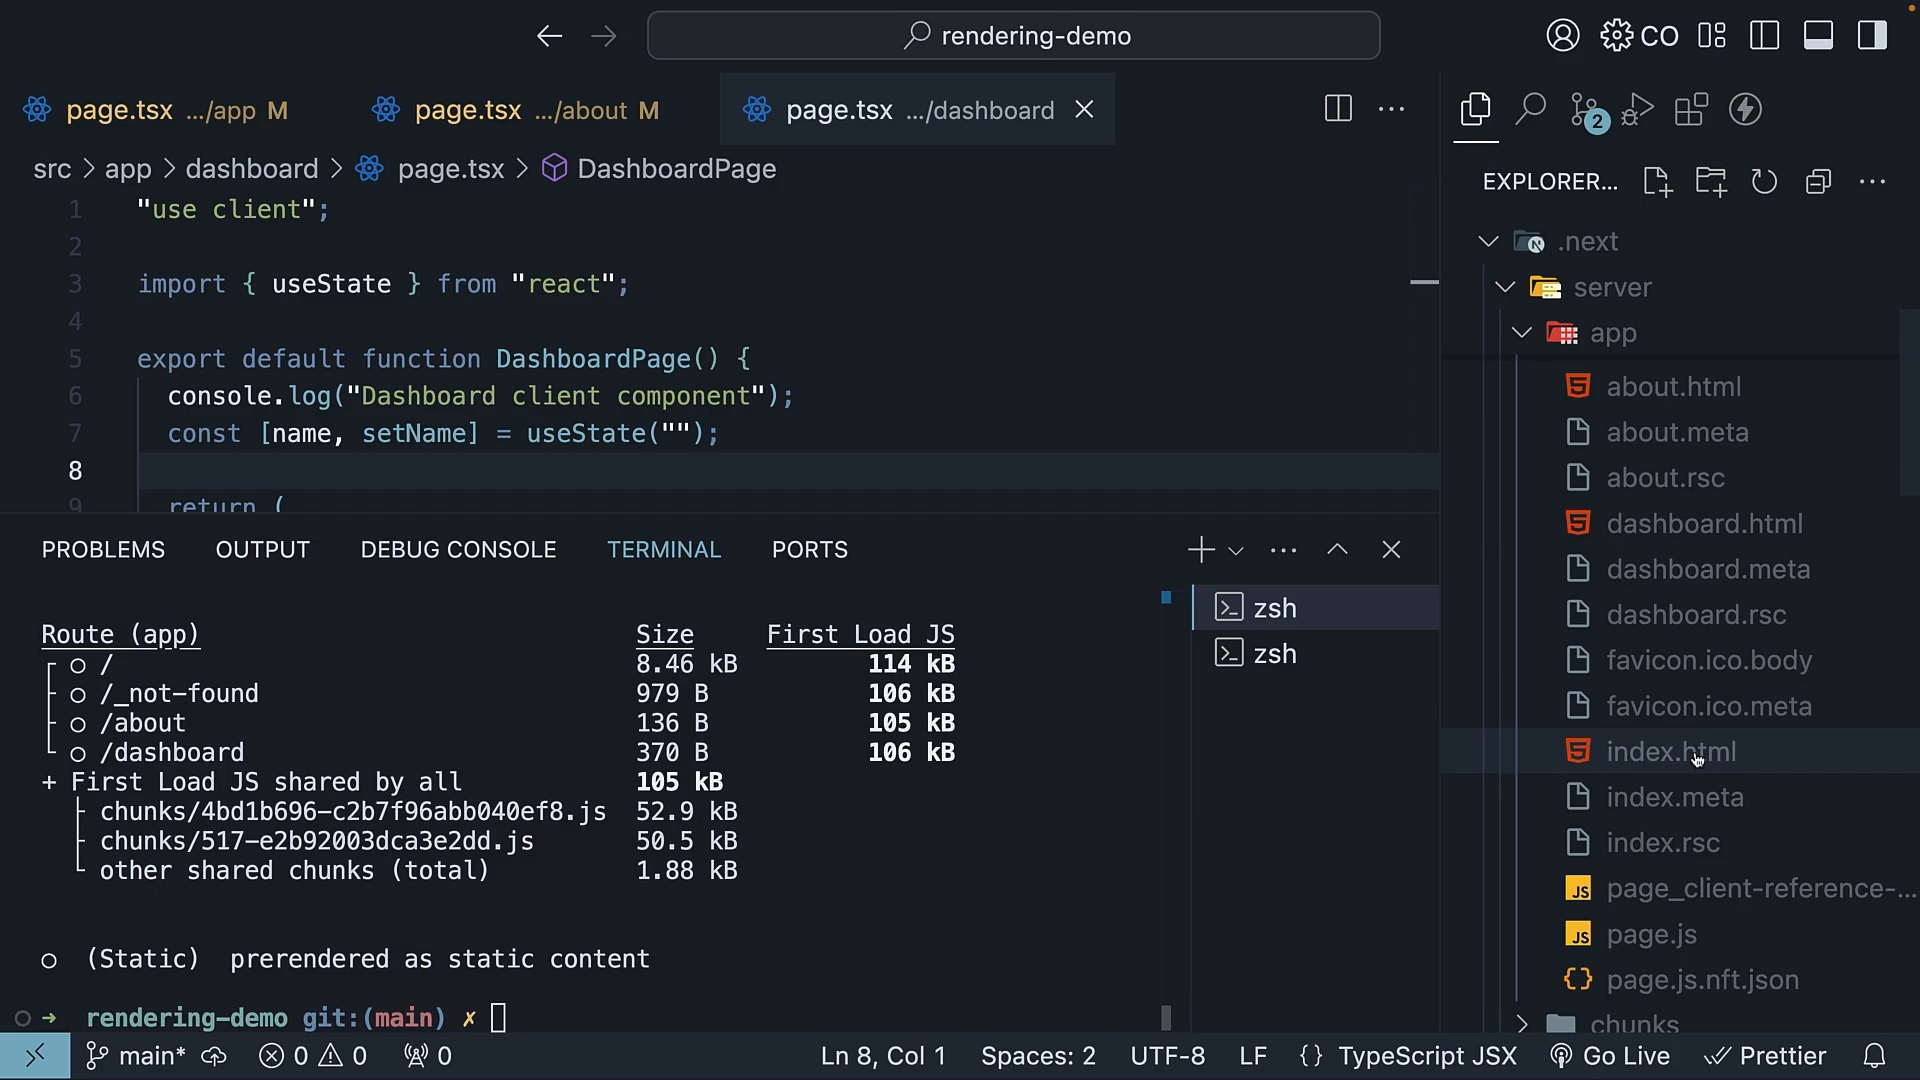 rendering-demo
CO
page.tsx .../app M
page.tsx .../about M
page.tsx .../dashboard
2
src > app > dashboard > page.tsx > DashboardPage
EXPLORER...
1 "use client";
2
3 import { useState } from "react";
4
5 export default function DashboardPage() {
6 console.log("Dashboard client component");
7 const [name, setName] = useState("");
8
9 return (
PROBLEMS OUTPUT DEBUG CONSOLE TERMINAL PORTS
Route (app) Size First Load JS
┌ ○ / 8.46 kB 114 kB
├ ○ /_not-found 979 B 106 kB
├ ○ /about 136 B 105 kB
└ ○ /dashboard 370 B 106 kB
+ First Load JS shared by all 105 kB
├ chunks/4bd1b696-c2b7f96abb040ef8.js 52.9 kB
├ chunks/517-e2b92003dca3e2dd.js 50.5 kB
└ other shared chunks (total) 1.88 kB
○ (Static) prerendered as static content
→ rendering-demo git:(main) ✗
zsh
zsh
.next
server
app
about.html
about.meta
about.rsc
dashboard.html
dashboard.meta
dashboard.rsc
favicon.ico.body
favicon.ico.meta
index.html
index.meta
index.rsc
page_client-reference-...
page.js
page.js.nft.json
chunks
main* 0 0 0 Ln 8, Col 1 Spaces: 2 UTF-8 LF {} TypeScript JSX Go Live Prettier